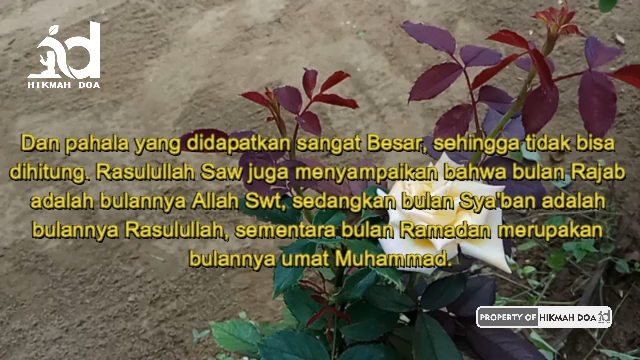 id
HIKMAH DOA
Dan pahala yang didapatkan sangat Besar, sehingga tidak bisa
dihitung. Rasulullah Saw juga menyampaikan bahwa bulan Rajab
adalah bulannya Allah Swt, sedangkan bulan Sya'ban adalah
bulannya Rasulullah, sementara bulan Ramadan merupakan
bulannya umat Muhammad.
PROPERTY OF HIKMAH DOA id